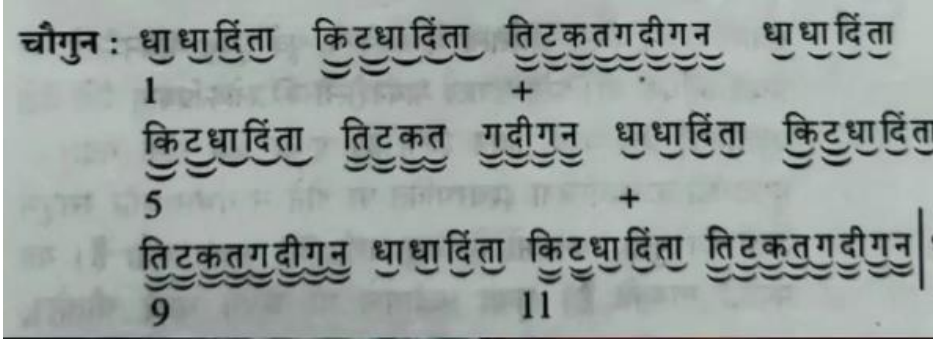 चौगुन : धाधादिंता किटधादिंता तिटकतगदीगन धाधादिंता
1 +
किटधादिंता तिटकत गदीगन धाधादिंता किटधादिंता
5 +
तिटकतगदीगन धाधादिंता किटधादिंता तिटकतगदीगन|
9 11